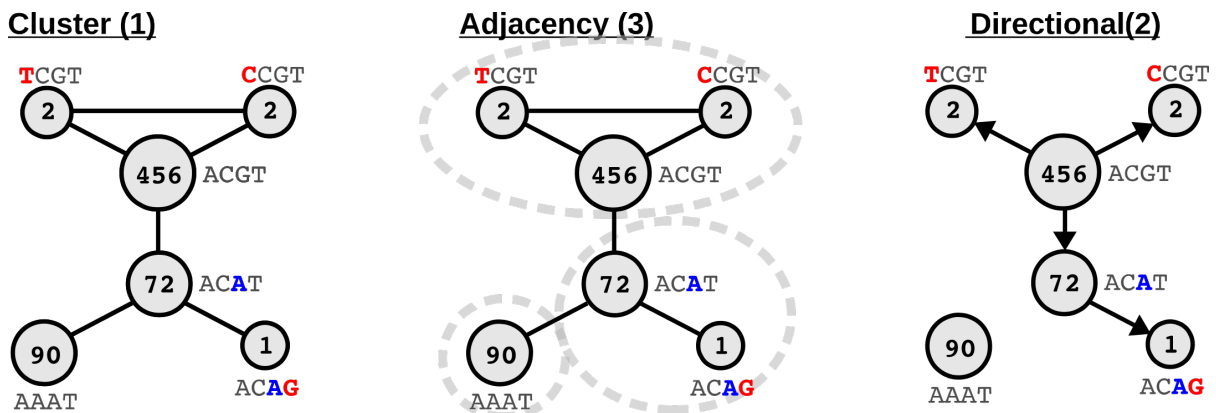 Cluster (1)
TCGT
CCGT
2
2
456
ACGT
72
ACAT
90
1
AAAT
ACAG
Adjacency (3)
TCGT
CCGT
2
2
456
ACGT
72
ACAT
90
1
AAAT
ACAG
Directional(2)
TCGT
CCGT
2
2
456
ACGT
72
ACAT
90
1
AAAT
ACAG